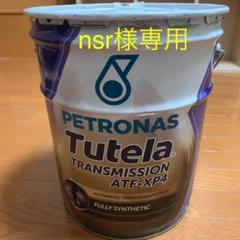 nsr様専用
PETRONAS
Tutela
TRANSMISSION
ATF-XP4
FULLY SYNTHETIC